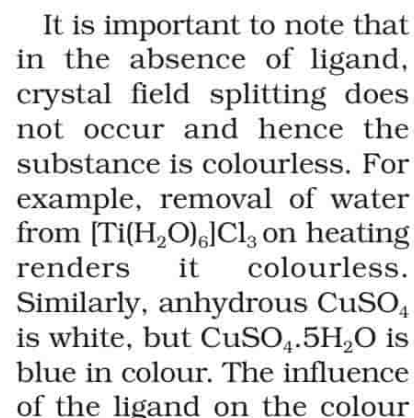 It is important to note that
in the absence of ligand,
crystal field splitting does
not occur and hence the
substance is colourless. For
example, removal of water
from [Ti(H₂O)₆]Cl₃ on heating
renders it colourless.
Similarly, anhydrous CuSO₄
is white, but CuSO₄.5H₂O is
blue in colour. The influence
of the ligand on the colour